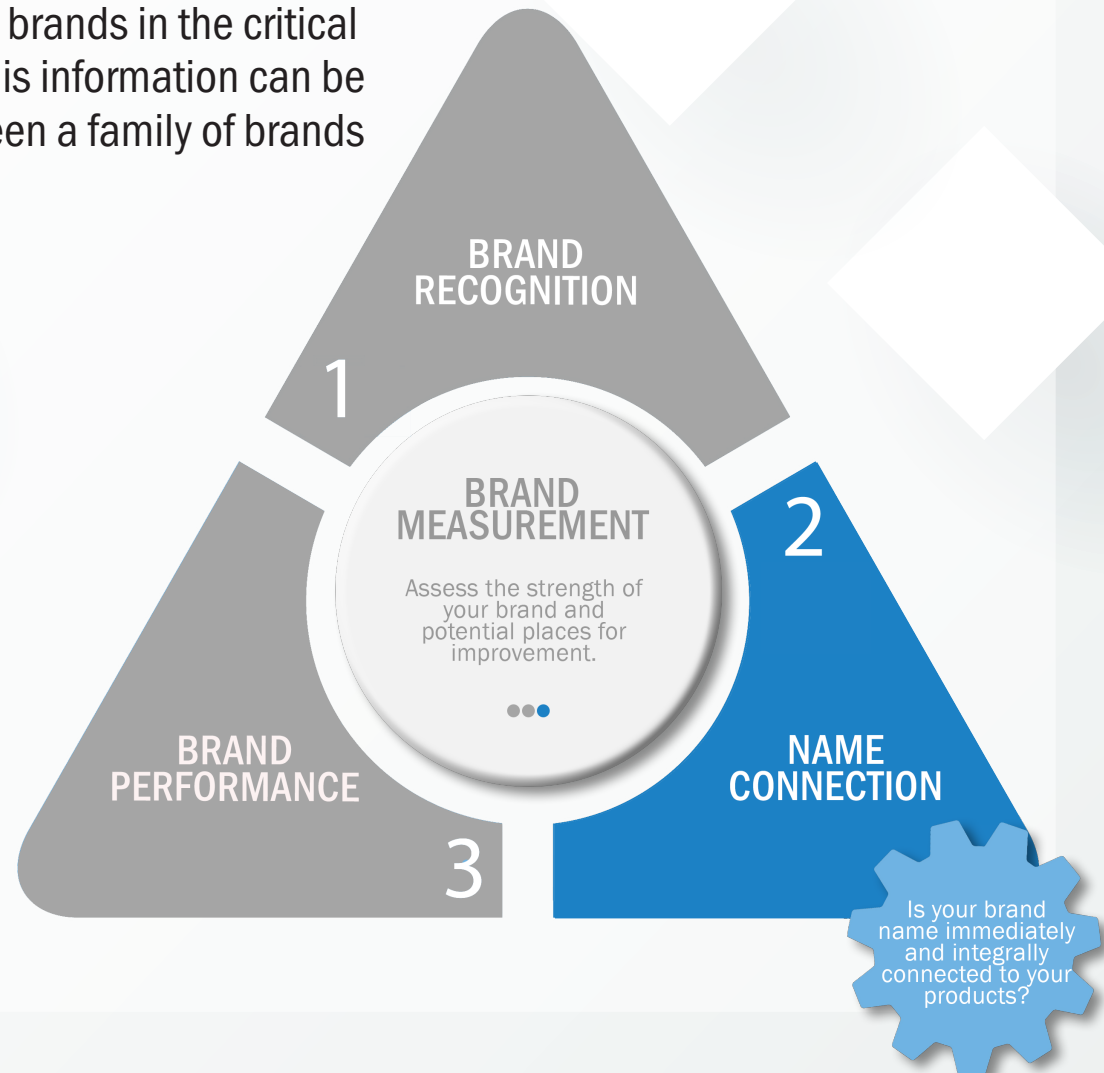 brands in the critical
is information can be
een a family of brands
BRAND
RECOGNITION
1
BRAND
MEASUREMENT
Assess the strength of
your brand and
potential places for
improvement.
2
NAME
CONNECTION
BRAND
PERFORMANCE
3
Is your brand
name immediately
and integrally
connected to your
products?